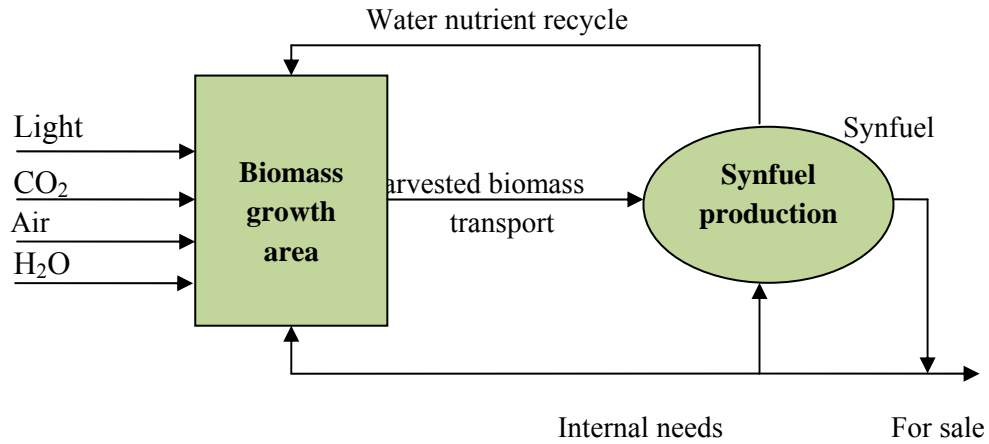 Water nutrient recycle
Light
CO₂
Air
H₂O
Biomass
growth
area
arvested biomass
transport
Synfuel
production
Synfuel
Internal needs
For sale